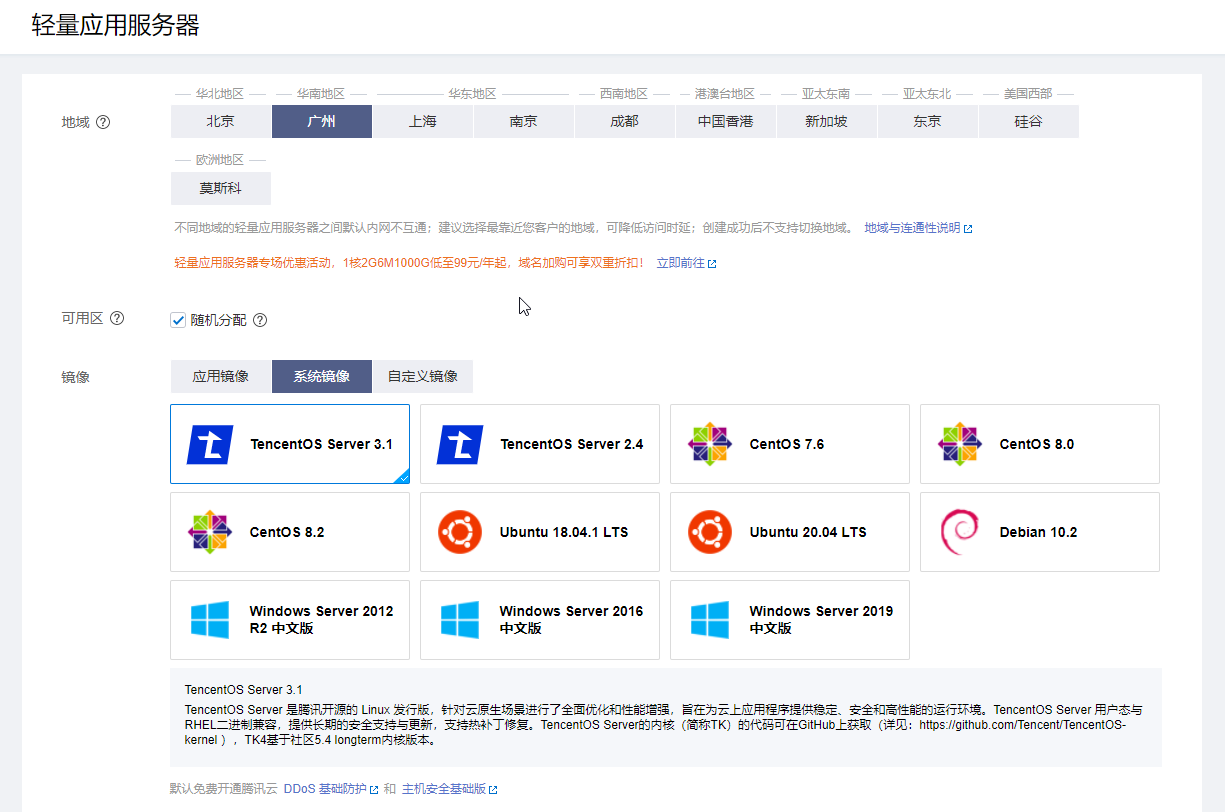 轻量应用服务器
华北地区 华南地区 华东地区 西南地区 港澳台地区 亚太东南 亚太东北 美国西部
地域 北京 广州 上海 南京 成都 中国香港 新加坡 东京 硅谷
欧洲地区
莫斯科
不同地域的轻量应用服务器之间默认内网不互通；建议选择最靠近您客户的地域，可降低访问时延；创建成功后不支持切换地域。 地域与连通性说明
轻量应用服务器专场优惠活动，1核2G6M1000G低至99元/年起，域名加购可享双重折扣！ 立即前往
可用区 随机分配
镜像 应用镜像 系统镜像 自定义镜像
TencentOS Server 3.1 TencentOS Server 2.4 CentOS 7.6 CentOS 8.0
CentOS 8.2 Ubuntu 18.04.1 LTS Ubuntu 20.04 LTS Debian 10.2
Windows Server 2012 R2 中文版
Windows Server 2016 中文版
Windows Server 2019 中文版
TencentOS Server 3.1
TencentOS Server 是腾讯开源的 Linux 发行版，针对云原生场景进行了全面优化和性能增强，旨在为云上应用程序提供稳定、安全和高性能的运行环境。TencentOS Server 用户态与
RHEL二进制兼容，提供长期的安全支持与更新，支持热补丁修复。TencentOS Server的内核（简称TK）的代码可在GitHub上获取（详见：https://github.com/Tencent/TencentOS-
kernel ），TK4基于社区5.4 longterm内核版本。
默认免费开通腾讯云 DDoS 基础防护 和 主机安全基础版